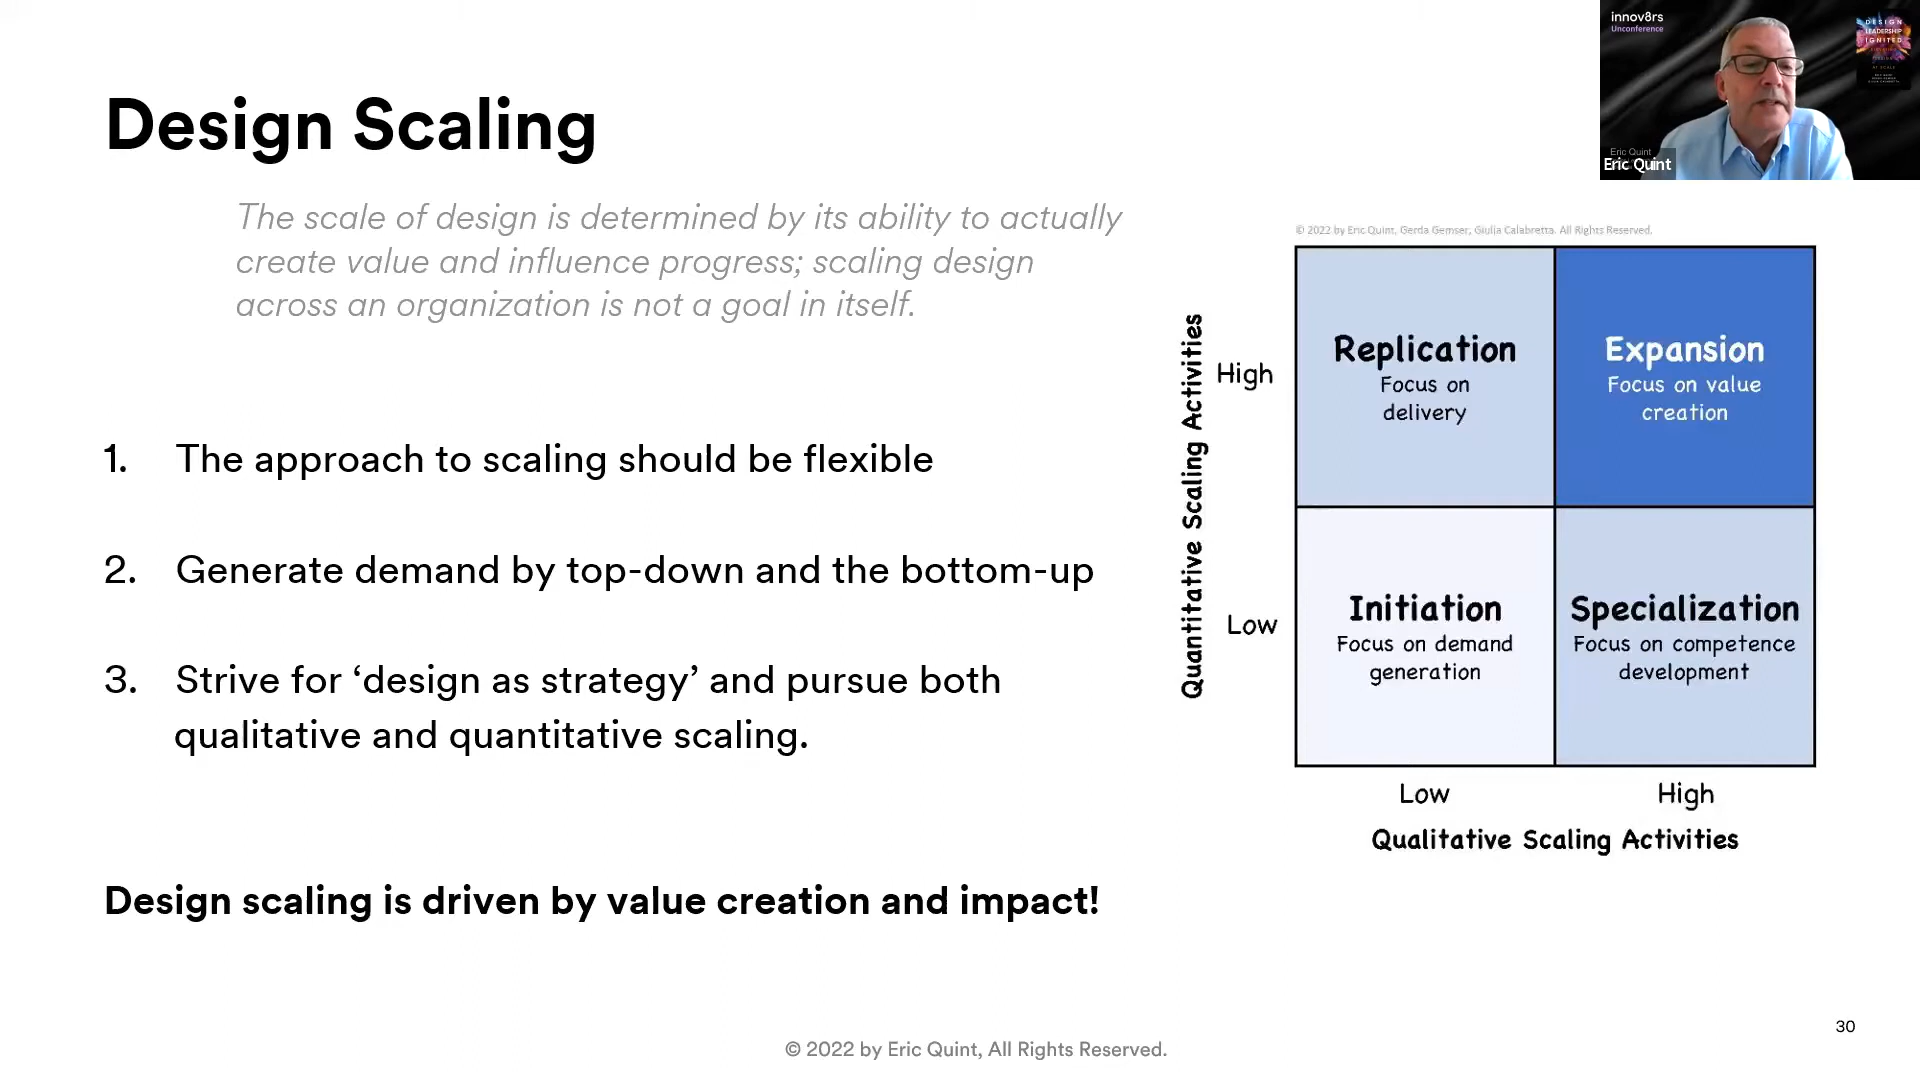 innov8rs
Unconference
DESIGN
LEADERSHIP
IGNITED
Eric Quint
Eric Quint
Design Scaling
The scale of design is determined by its ability to actually
create value and influence progress; scaling design
across an organization is not a goal in itself.
1. The approach to scaling should be flexible
2. Generate demand by top-down and the bottom-up
3. Strive for ‘design as strategy’ and pursue both
qualitative and quantitative scaling.
Design scaling is driven by value creation and impact!
© 2022 by Eric Quint, Gerda Gemser, Giulia Calabretta. All Rights Reserved.
Quantitative Scaling Activities
High
Low
Replication
Focus on
delivery
Expansion
Focus on value
creation
Initiation
Focus on demand
generation
Specialization
Focus on competence
development
Low
High
Qualitative Scaling Activities
30
© 2022 by Eric Quint, All Rights Reserved.